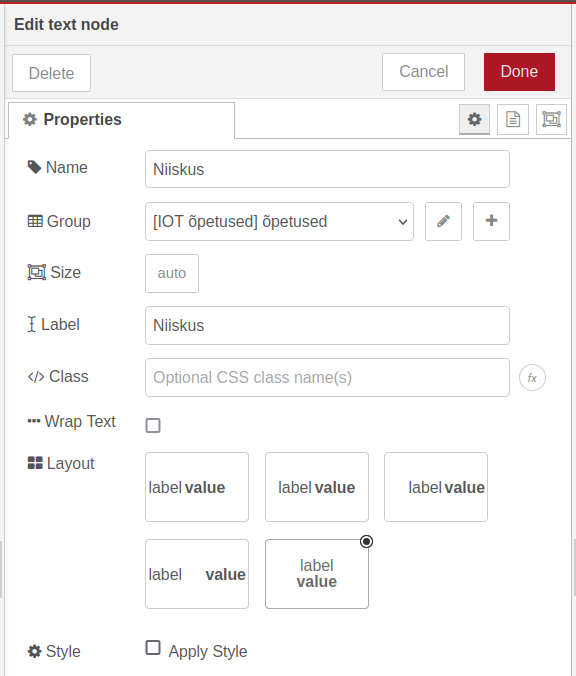 Edit text node
Delete
Cancel
Done
Properties
Name
Niiskus
Group
[IOT õpetused] õpetused
Size
auto
Label
Niiskus
</> Class
Optional CSS class name(s)
fx
Wrap Text
Layout
label value
label value
label value
label value
label
value
Style
Apply Style